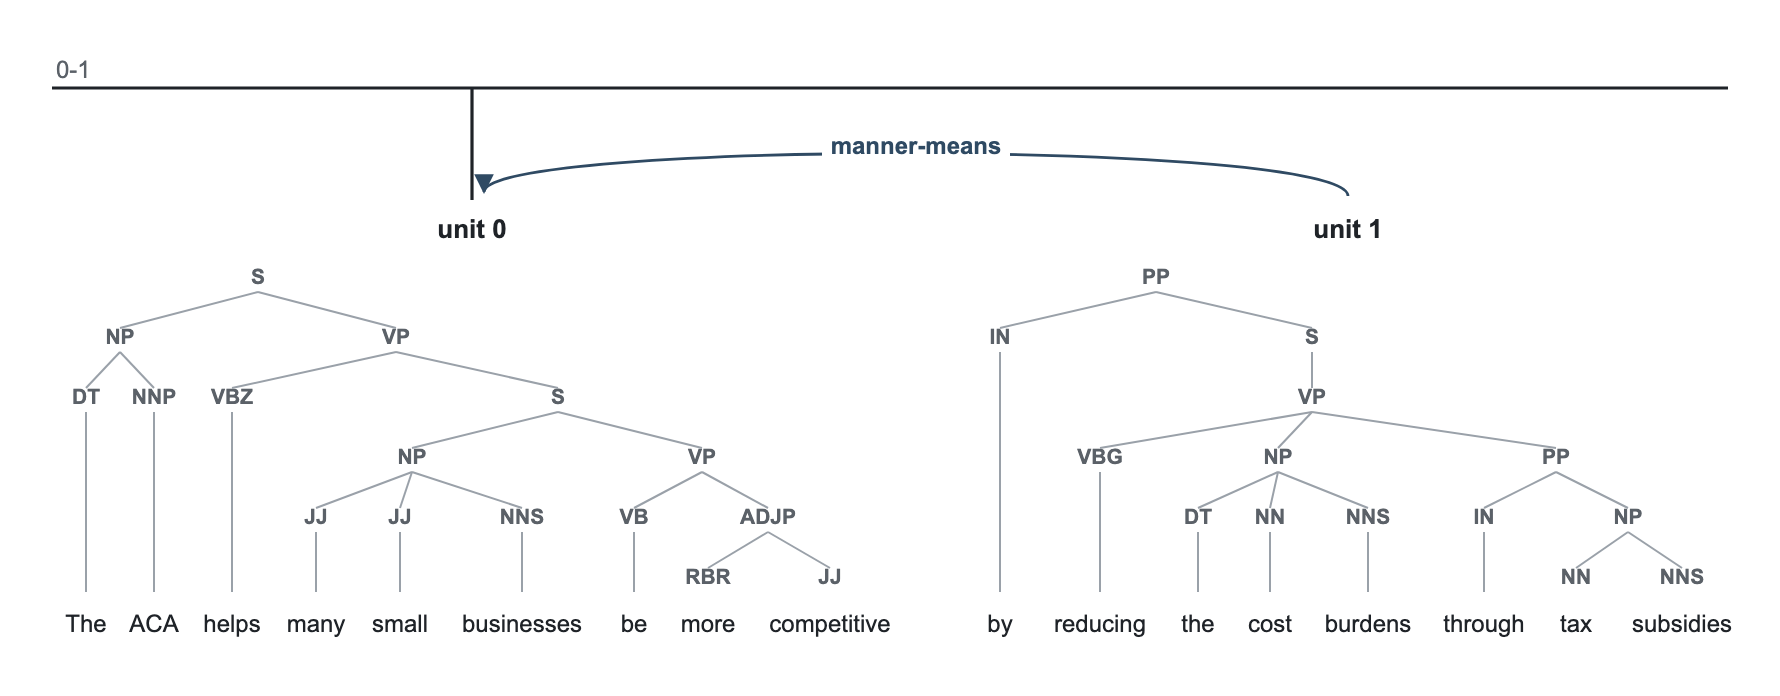 0-1
manner-means
unit 0 unit 1
S PP
NP VP IN S
DT NNP VBZ S VP
NP VP VBG NP PP
JJ JJ NNS VB ADJP DT NN NNS IN NP
RBR JJ NN NNS
The ACA helps many small businesses be more competitive by reducing the cost burdens through tax subsidies